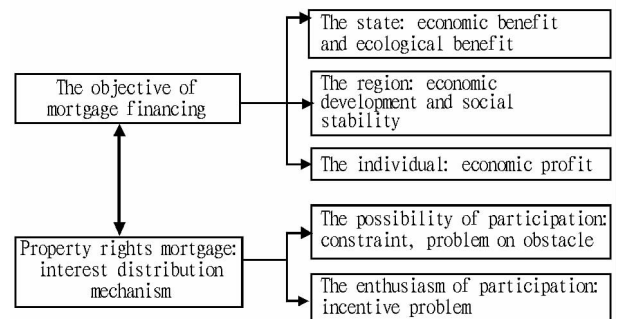 The state: economic benefit
and ecological benefit
The objective of
mortgage financing
The region: economic
development and social
stability
The individual: economic profit
Property rights mortgage:
interest distribution
mechanism
The possibility of participation:
constraint, problem on obstacle
The enthusiasm of participation:
incentive problem